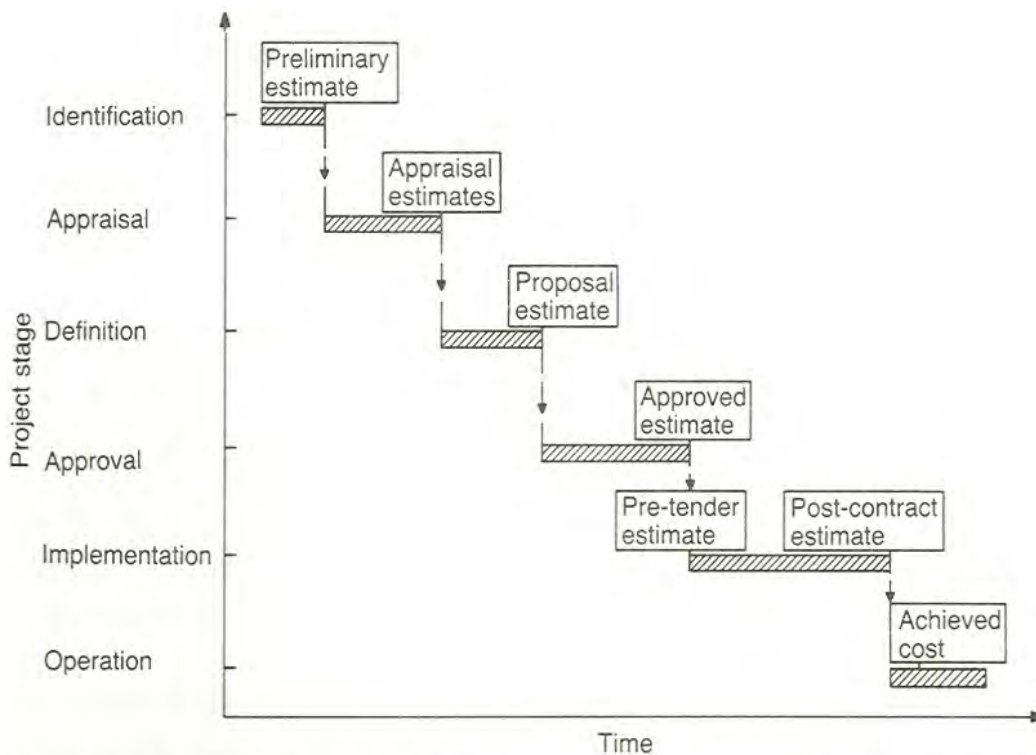 Preliminary
estimate
Identification
Appraisal
estimates
Appraisal
Proposal
estimate
Definition
Project stage
Approved
estimate
Approval
Pre-tender
estimate
Post-contract
estimate
Implementation
Achieved
cost
Operation
Time